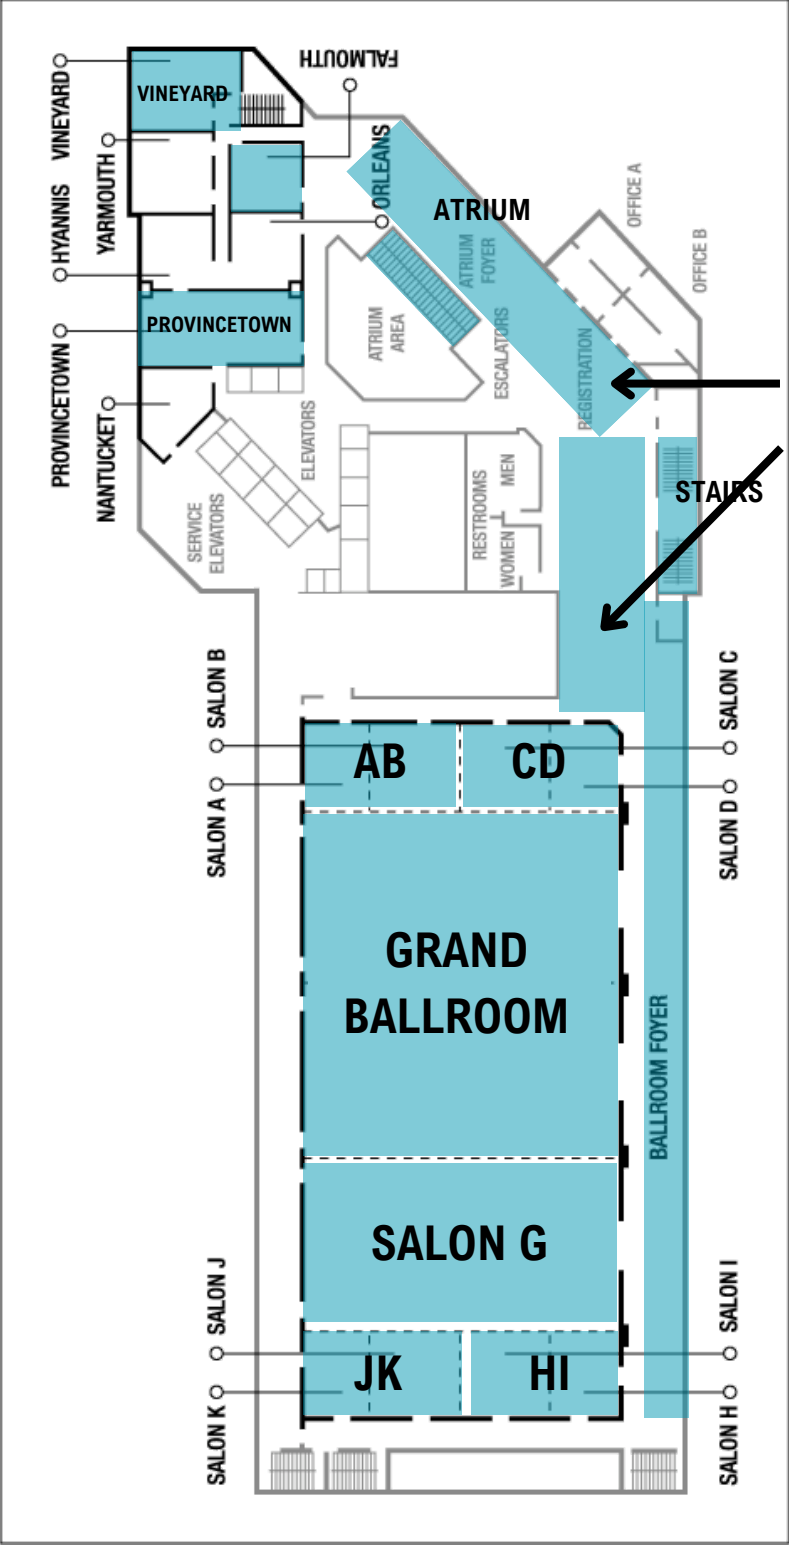 FALMOUTH
VINEYARD
VINEYARD
YARMOUTH
ORLEANS
HYANNIS
ATRIUM
OFFICE A
OFFICE B
ATRIUM
FOYER
PROVINCETOWN
PROVINCETOWN
ATRIUM
AREA
ESCALATORS
REGISTRATION
NANTUCKET
ELEVATORS
SERVICE
ELEVATORS
RESTROOMS
MEN
WOMEN
STAIRS
SALON B
SALON C
AB
CD
SALON A
SALON D
GRAND
BALLROOM
BALLROOM FOYER
SALON G
SALON J
SALON I
JK
HI
SALON K
SALON H